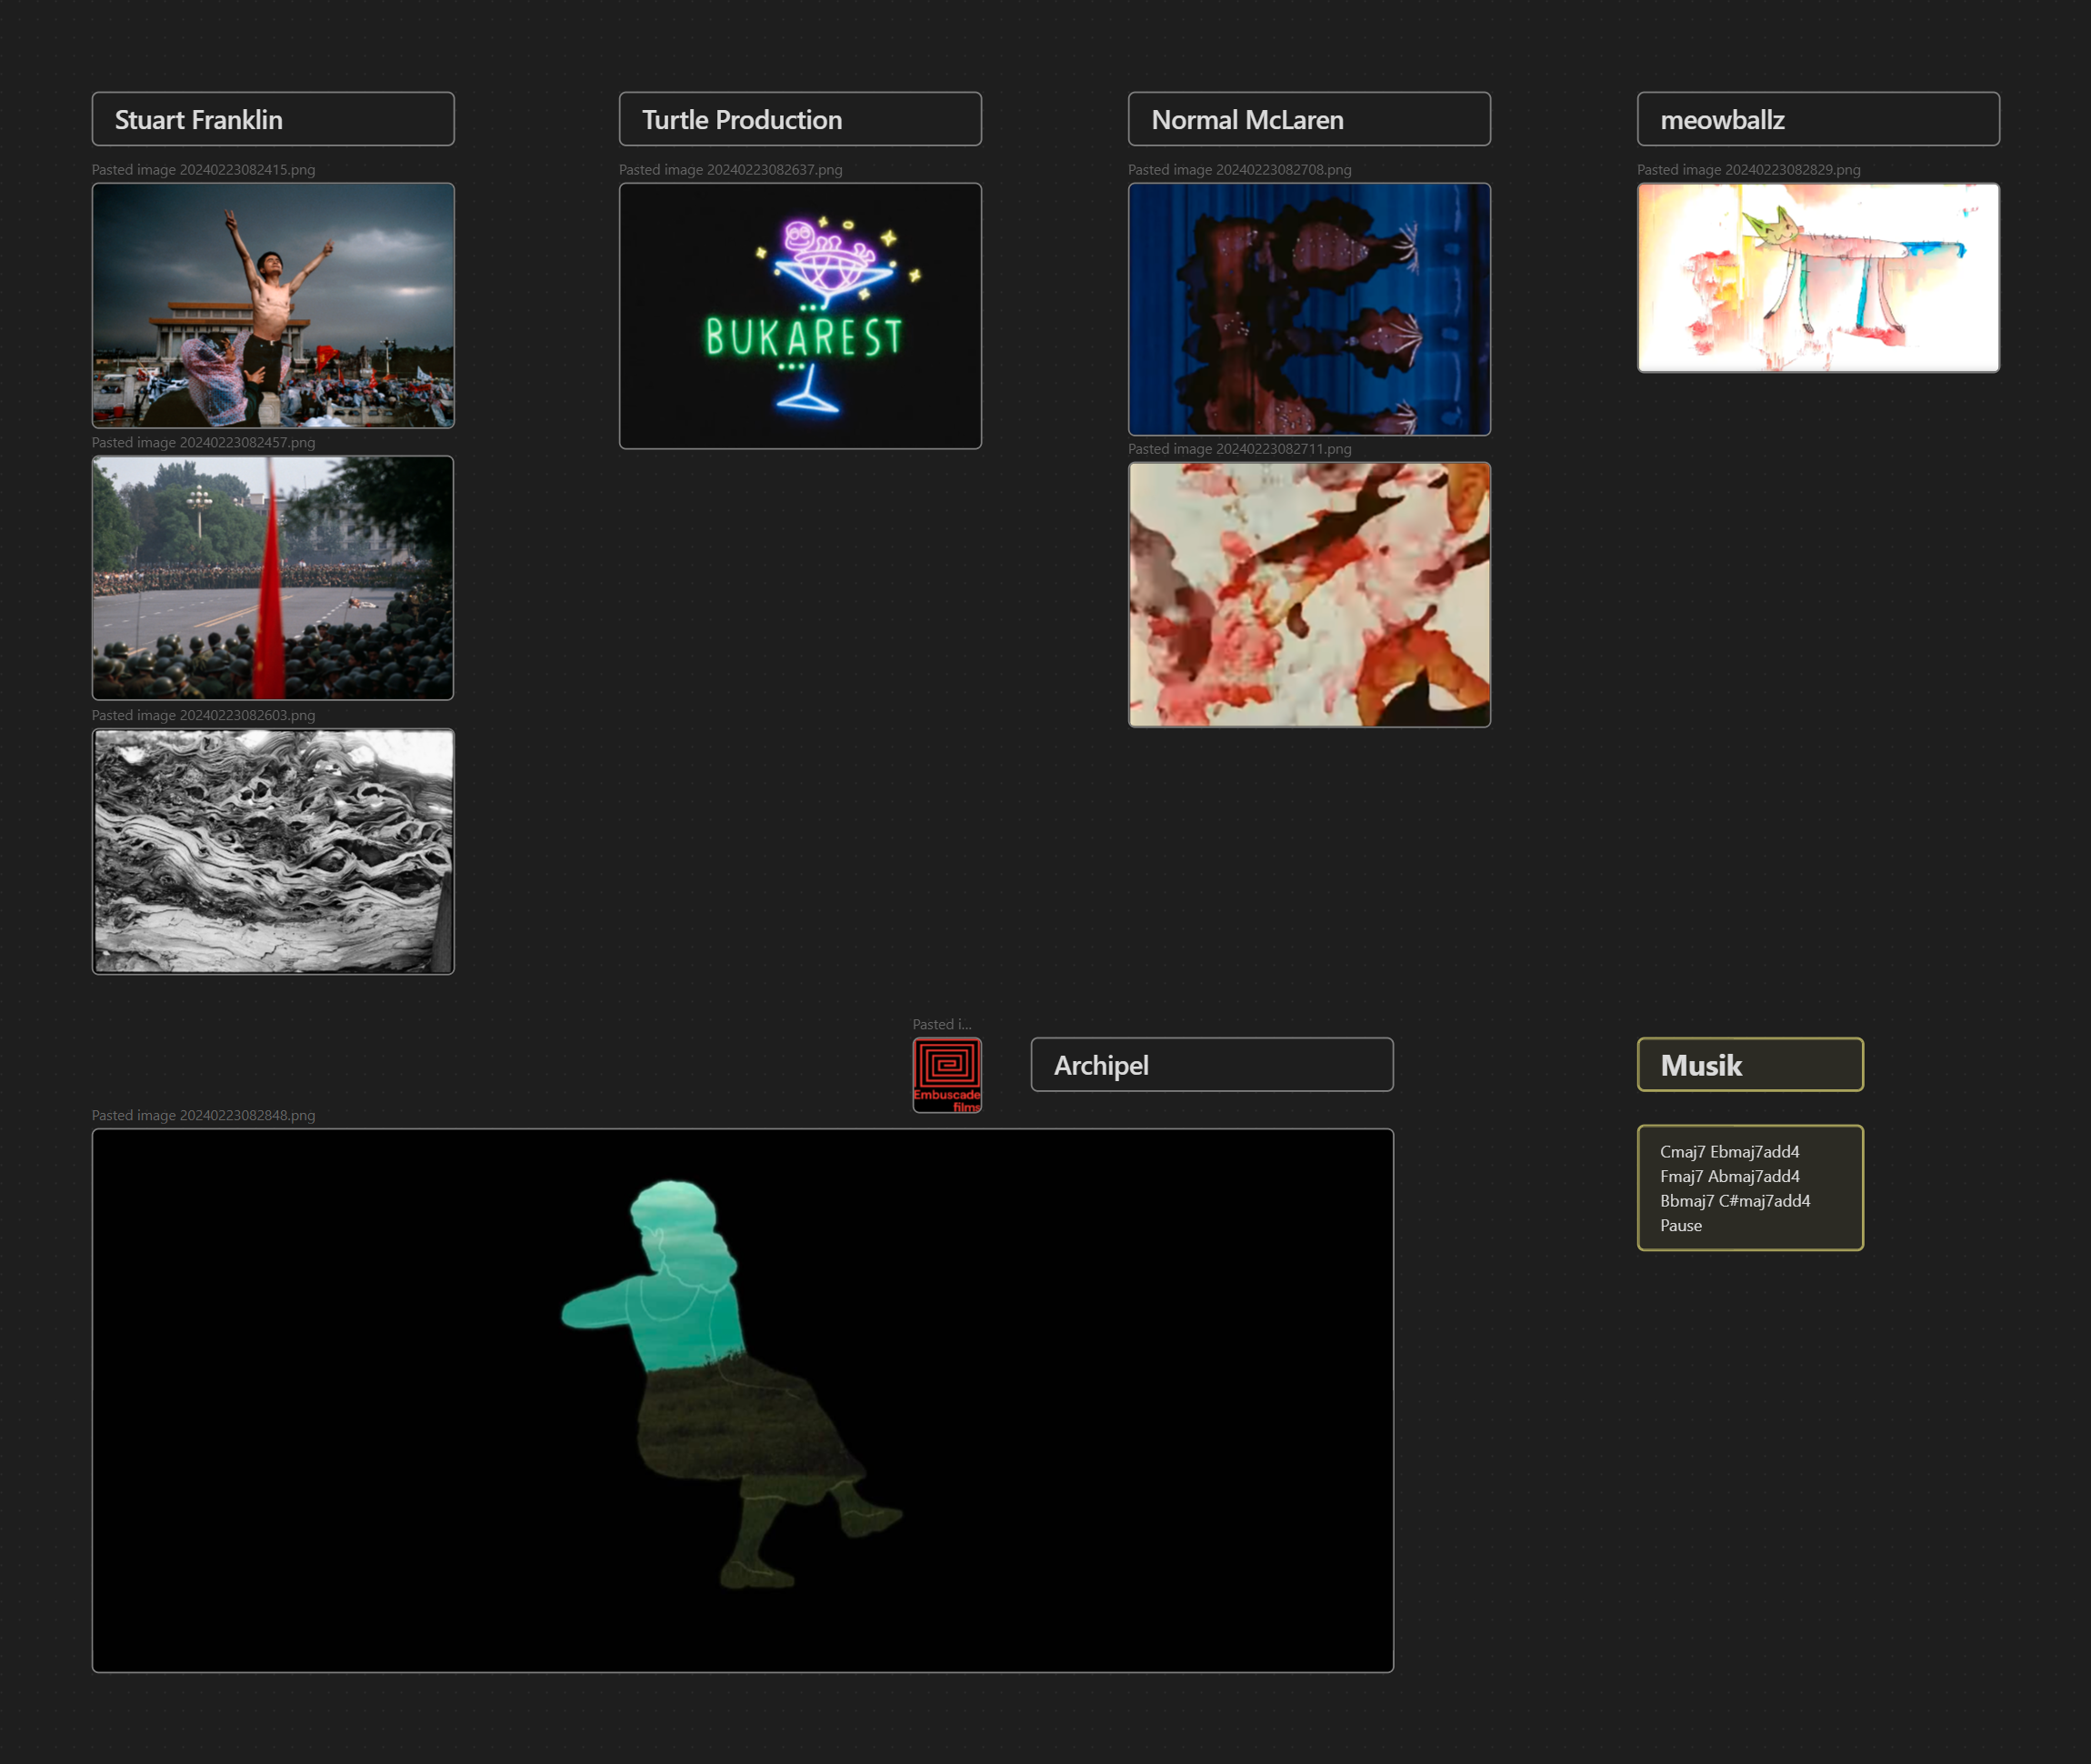 Stuart Franklin
Turtle Production
Normal McLaren
meowballz
Pasted image 20240223082415.png
Pasted image 20240223082637.png
Pasted image 20240223082708.png
Pasted image 20240223082829.png
BUKAREST
Pasted image 20240223082457.png
Pasted image 20240223082711.png
Pasted image 20240223082603.png
Pasted i...
Embuscade
films
Archipel
Musik
Pasted image 20240223082848.png
Cmaj7 Ebmaj7add4
Fmaj7 Abmaj7add4
Bbmaj7 C#maj7add4
Pause